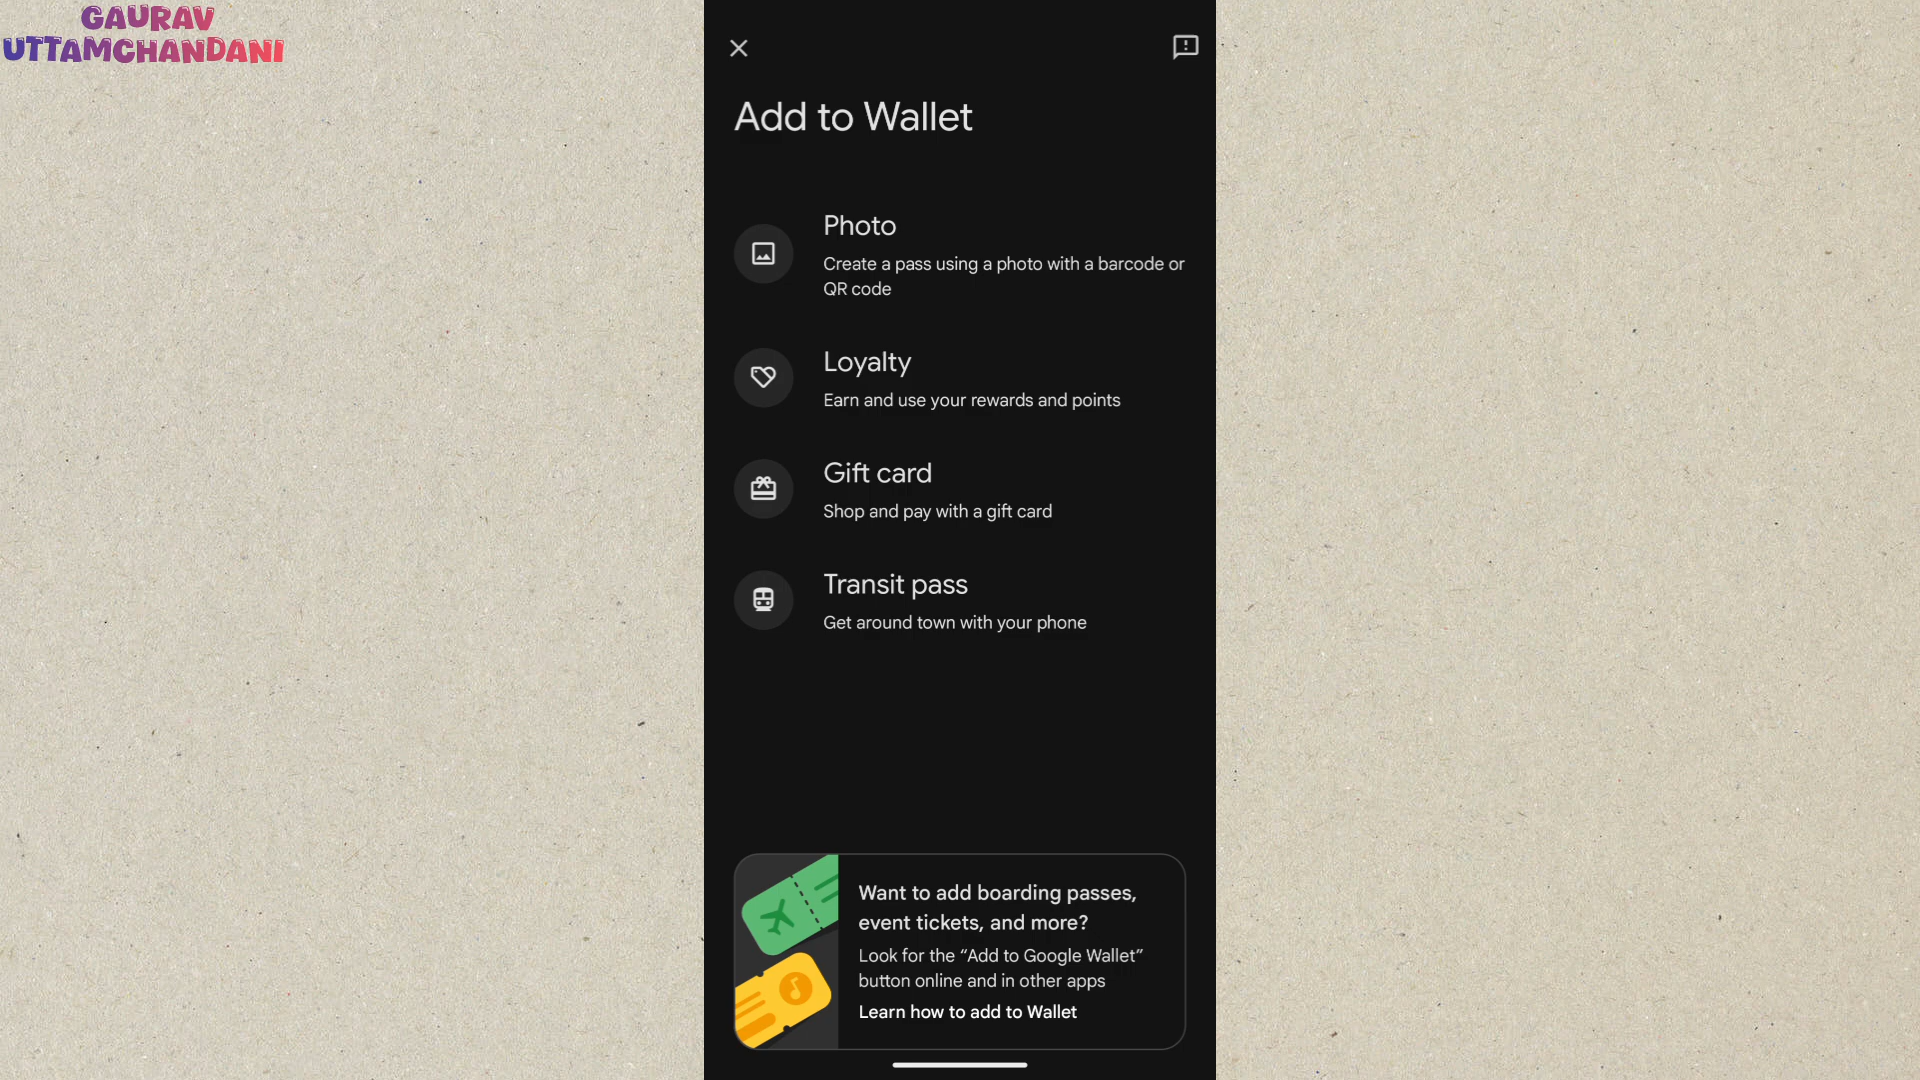 GAURAV
UTTAMCHANDANI
Add to Wallet
Photo
Create a pass using a photo with a barcode or
QR code
Loyalty
Earn and use your rewards and points
Gift card
Shop and pay with a gift card
Transit pass
Get around town with your phone
Want to add boarding passes,
event tickets, and more?
Look for the “Add to Google Wallet”
button online and in other apps
Learn how to add to Wallet